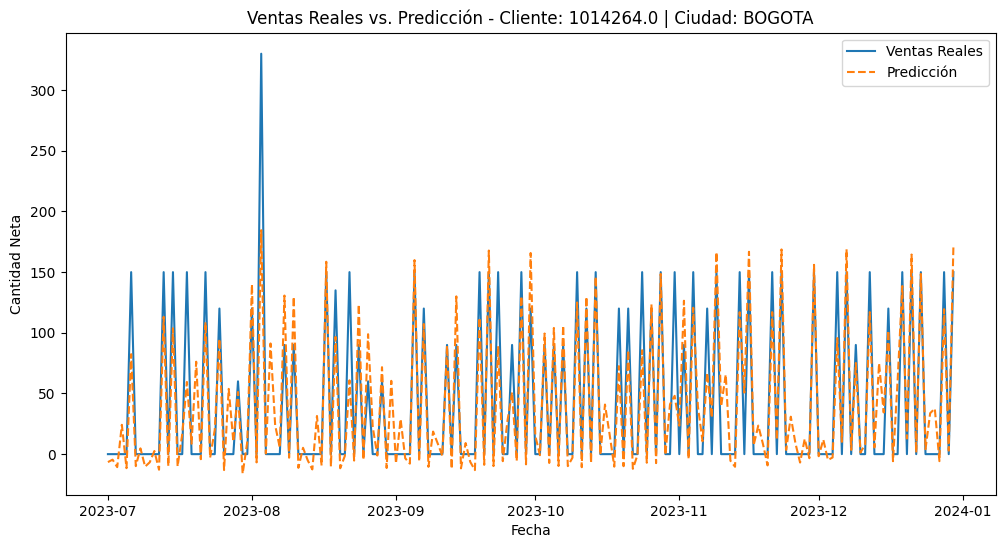 Ventas Reales vs. Predicción - Cliente: 1014264.0 | Ciudad: BOGOTA
Ventas Reales
Predicción
Cantidad Neta
300
250
200
150
100
50
0
2023-07
2023-08
2023-09
2023-10
2023-11
2023-12
2024-01
Fecha